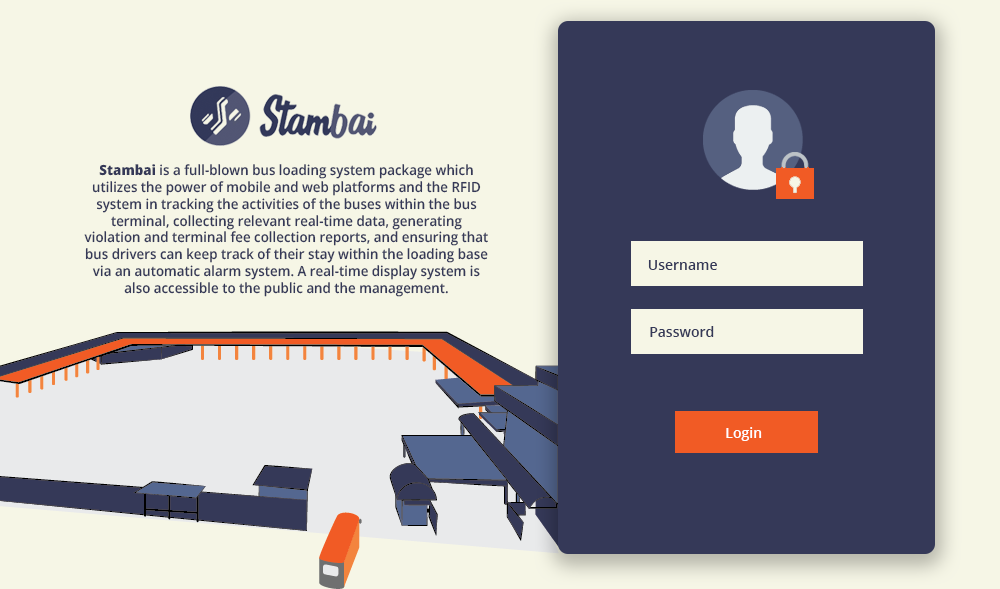 Stambai
Stambai is a full-blown bus loading system package which
utilizes the power of mobile and web platforms and the RFID
system in tracking the activities of the buses within the bus
terminal, collecting relevant real-time data, generating
violation and terminal fee collection reports, and ensuring that
bus drivers can keep track of their stay within the loading base
via an automatic alarm system. A real-time display system is
also accessible to the public and the management.
Username
Password
Login